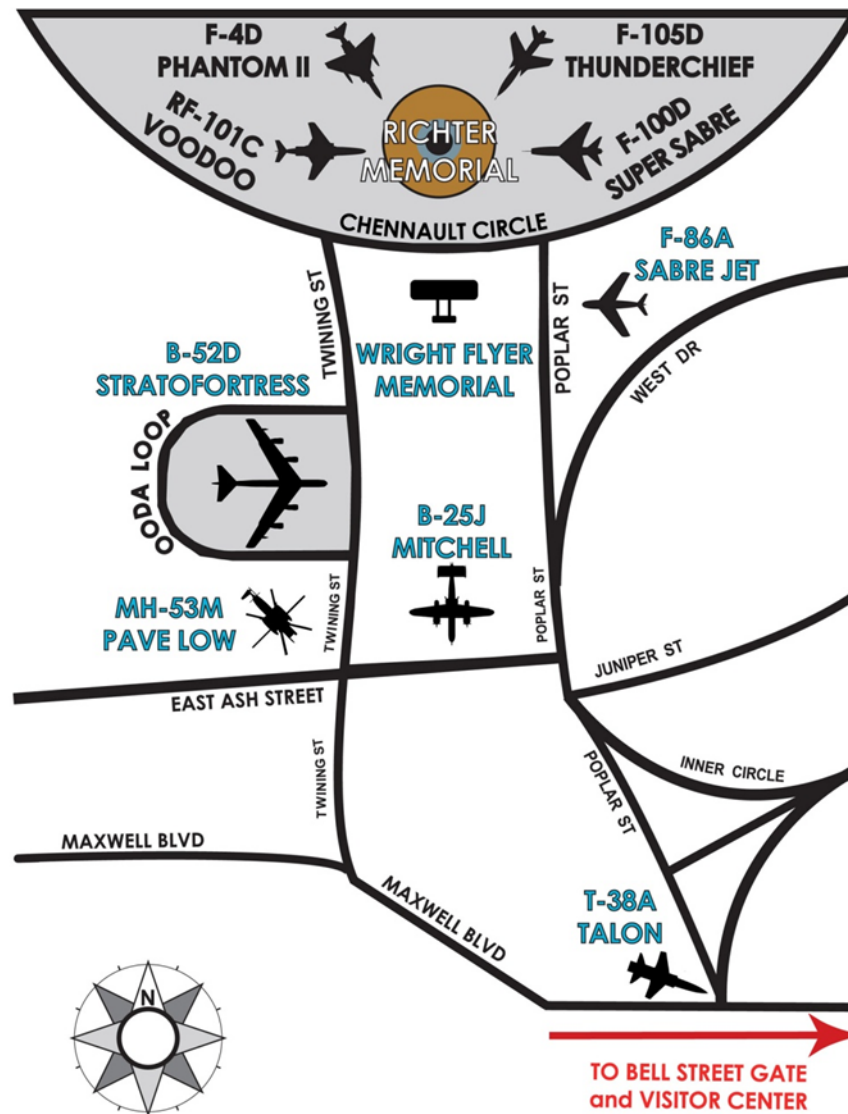 F-4D
PHANTOM II
F-105D
THUNDERCHIEF
RF-101C
VOODOO
RICHTER
MEMORIAL
F-100D
SUPER SABRE
CHENNAULT CIRCLE
F-86A
SABRE JET
TWINING ST
POPLAR ST
WRIGHT FLYER
MEMORIAL
B-52D
STRATOFORTRESS
WEST DR
OODA LOOP
B-25J
MITCHELL
MH-53M
PAVE LOW
TWINING ST
POPLAR ST
JUNIPER ST
EAST ASH STREET
TWINING ST
POPLAR ST
INNER CIRCLE
MAXWELL BLVD
MAXWELL BLVD
T-38A
TALON
N
TO BELL STREET GATE
and VISITOR CENTER